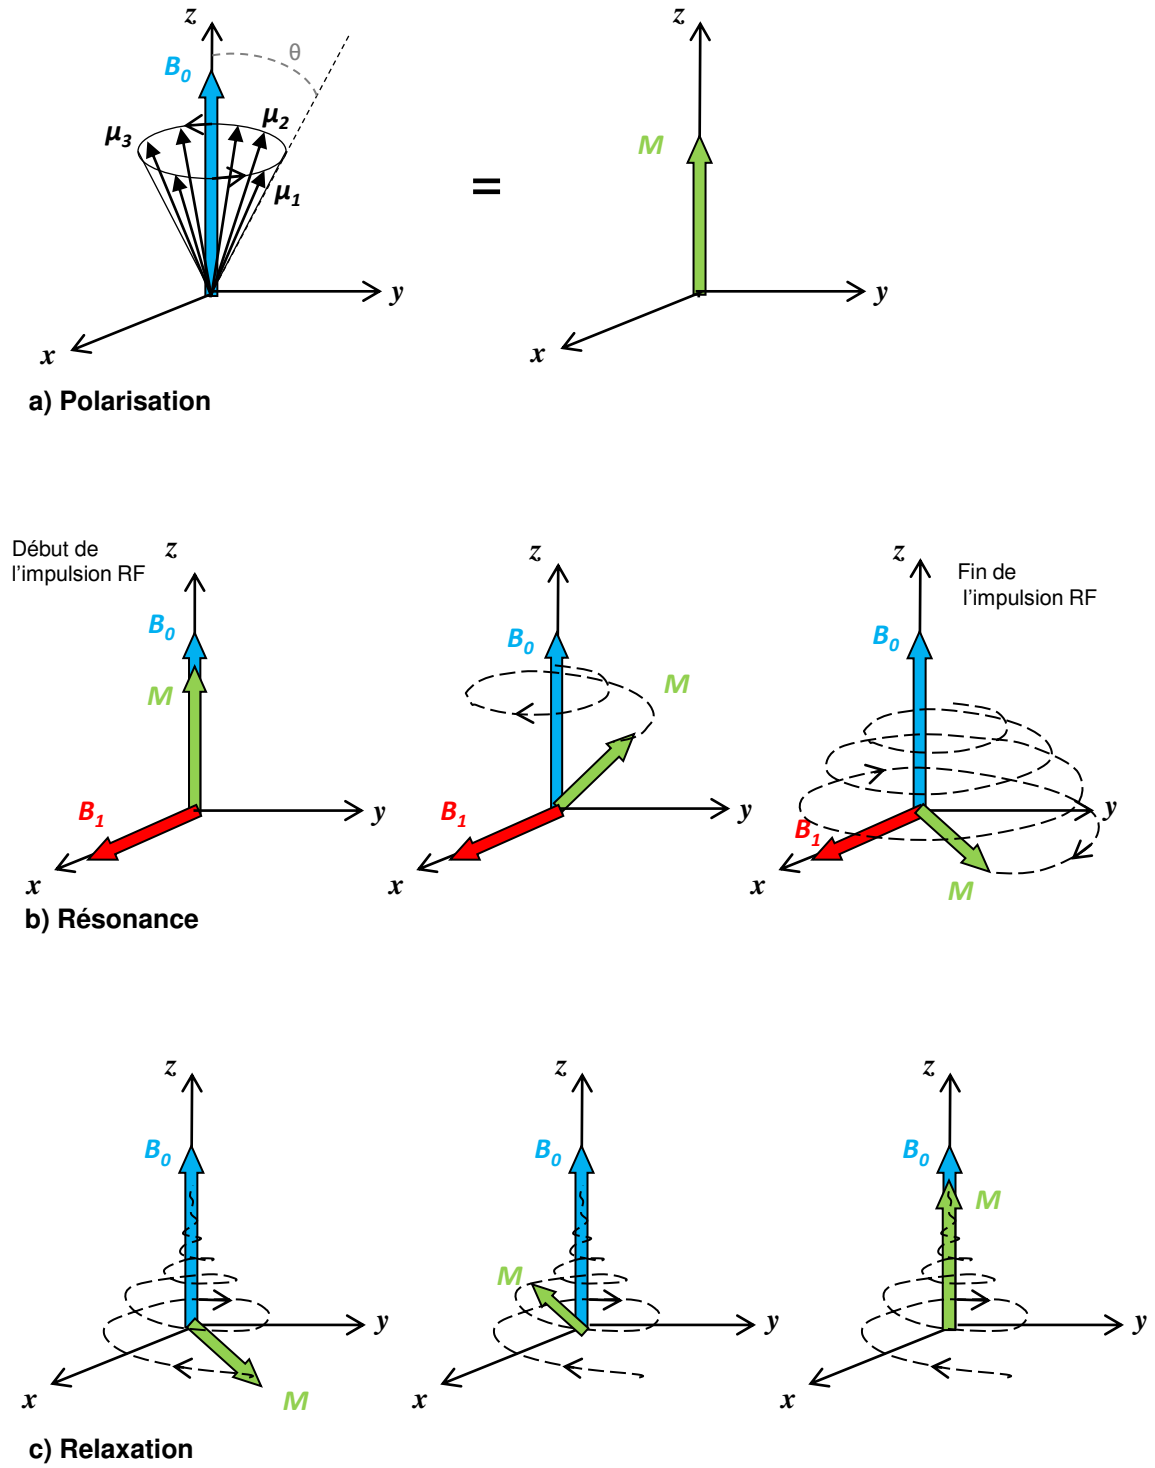 z
B0
θ
μ3
μ2
μ1
y
x
=
z
M
y
x
a) Polarisation
Début de
l'impulsion RF
z
B0
M
B1
y
x
z
B0
M
B1
y
x
z
Fin de
l'impulsion RF
B0
y
B1
x
M
b) Résonance
z
B0
y
x
M
z
B0
M
y
x
z
B0
M
y
x
c) Relaxation